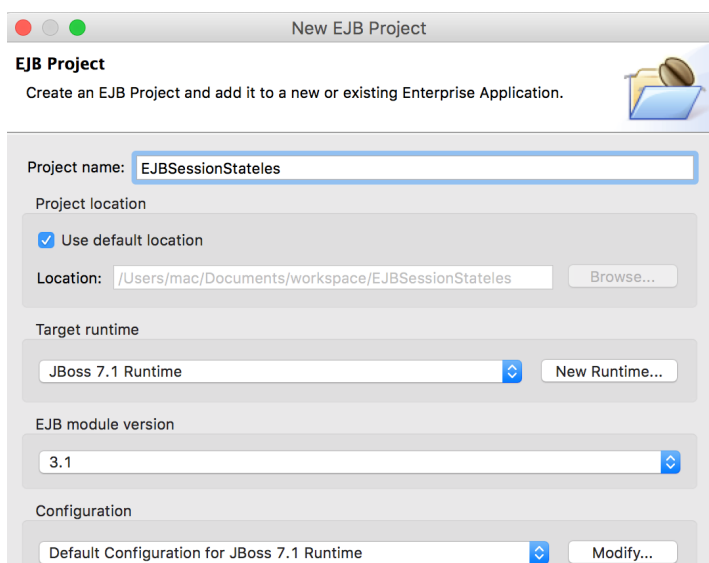 New EJB Project
EJB Project
Create an EJB Project and add it to a new or existing Enterprise Application.
Project name: EJBSessionStateles
Project location
Use default location
Location: /Users/mac/Documents/workspace/EJBSessionStateles Browse...
Target runtime
JBoss 7.1 Runtime New Runtime...
EJB module version
3.1
Configuration
Default Configuration for JBoss 7.1 Runtime Modify...